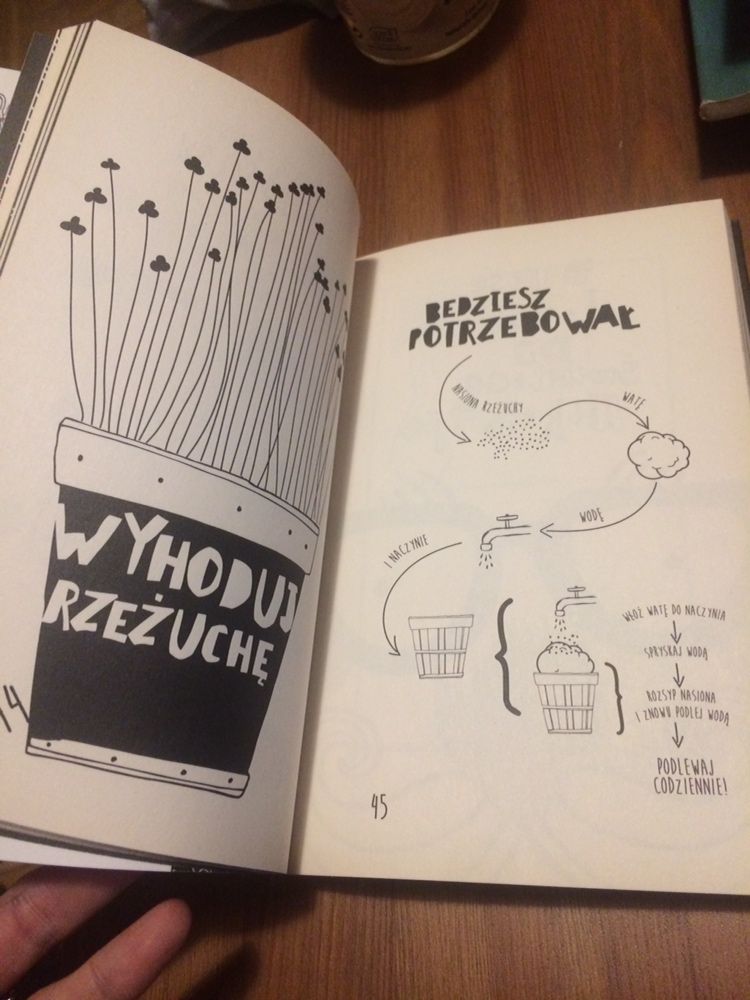 WYHODUJ
RZEŻUCHĘ
BĘDZIESZ
POTRZEBOWAŁ
NASIONA RZEŻUCHY
WATĘ
WODĘ
I NACZYNIE
WŁÓŻ WATĘ DO NACZYNIA
SPRYSKAJ WODĄ
ROZSYP NASIONA
I ZNOWU PODLEJ WODĄ
PODLEWAJ
CODZIENNIE!
45